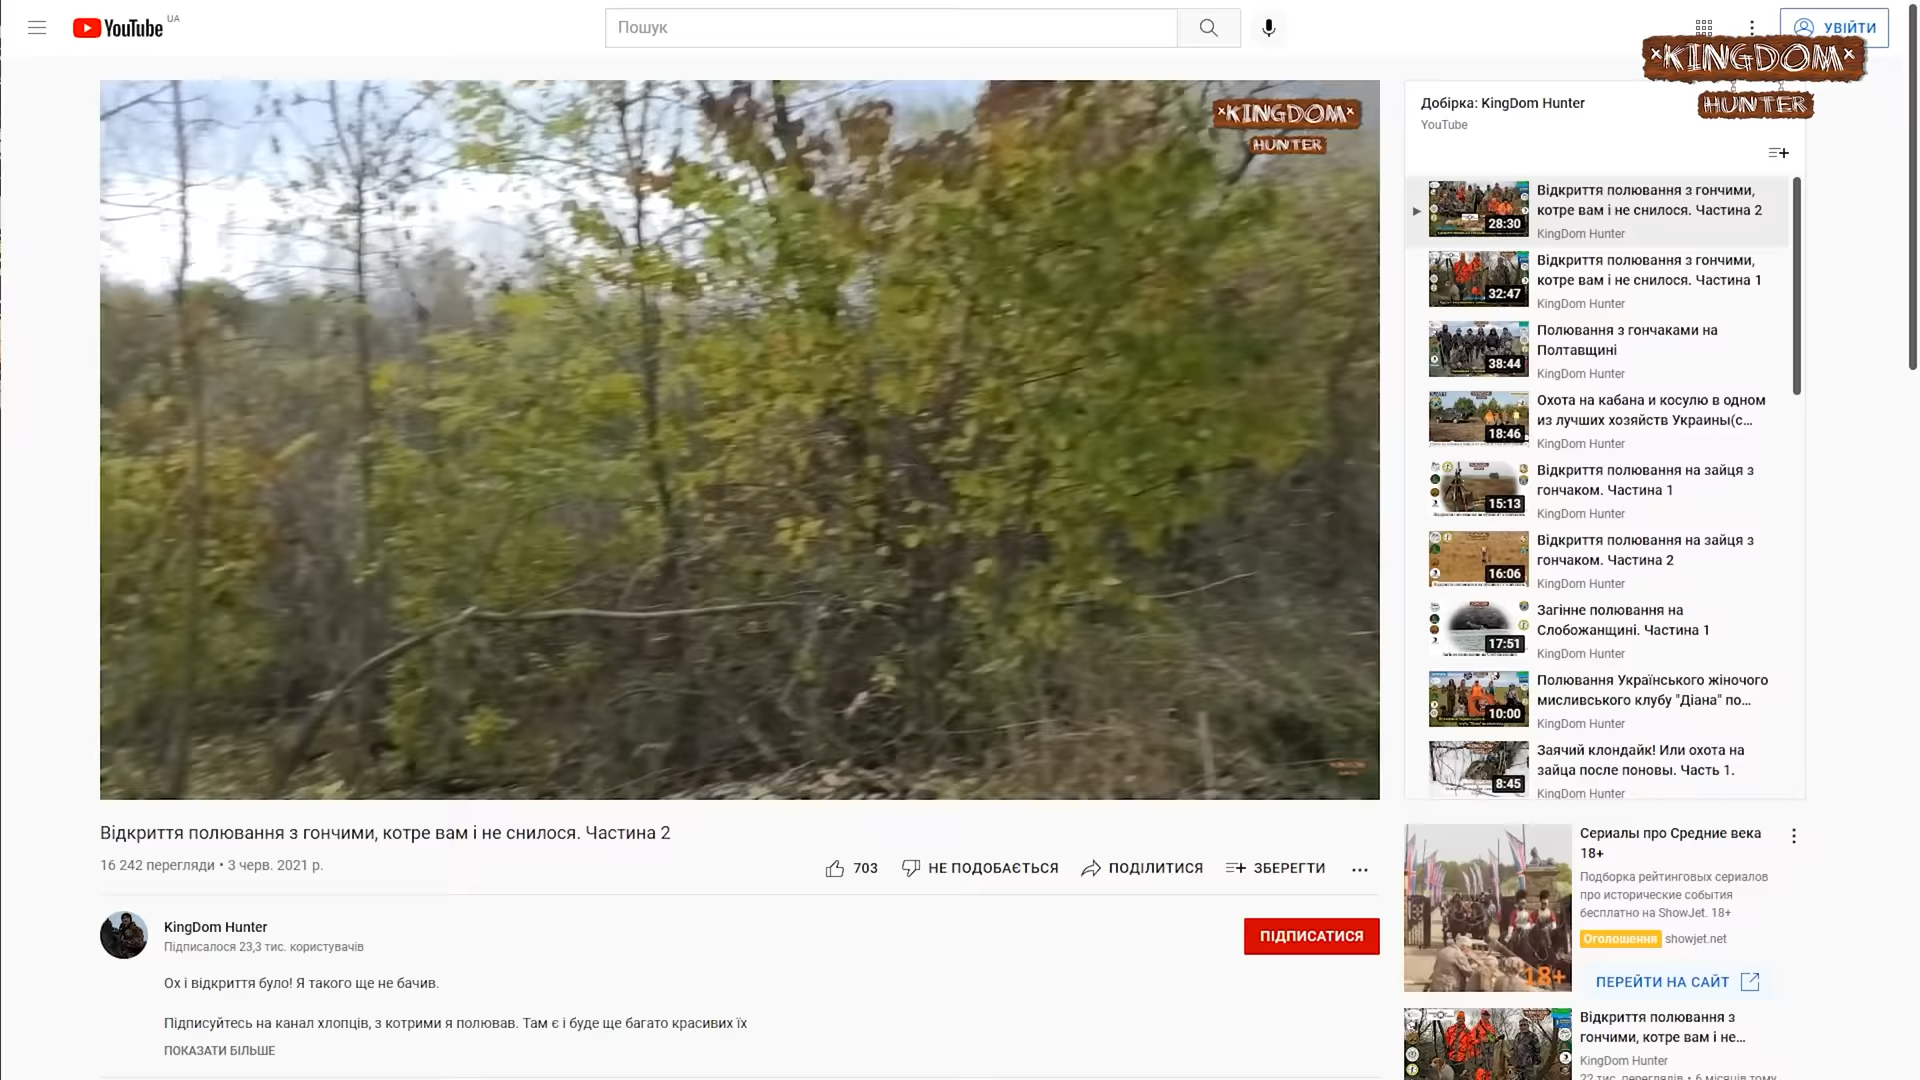 YouTube UA
Пошук
УВІЙТИ
KINGDOM
HUNTER
KINGDOM
HUNTER
Добірка: KingDom Hunter
YouTube
Відкриття полювання з гончими,
котре вам і не снилося. Частина 2
28:30
KingDom Hunter
Відкриття полювання з гончими,
котре вам і не снилося. Частина 1
32:47
KingDom Hunter
Полювання з гончаками на
Полтавщині
38:44
KingDom Hunter
Охота на кабана и косулю в одном
из лучших хозяйств Украины(с...
18:46
KingDom Hunter
Відкриття полювання на зайця з
гончаком. Частина 1
15:13
KingDom Hunter
Відкриття полювання на зайця з
гончаком. Частина 2
16:06
KingDom Hunter
Загінне полювання на
Слобожанщині. Частина 1
17:51
KingDom Hunter
Полювання Українського жіночого
мисливського клубу "Діана" по...
10:00
KingDom Hunter
Заячий клондайк! Или охота на
зайца после поновы. Часть 1.
8:45
KingDom Hunter
Відкриття полювання з гончими, котре вам і не снилося. Частина 2
16 242 перегляди • 3 черв. 2021 р.
703
НЕ ПОДОБАЄТЬСЯ
ПОДІЛИТИСЯ
ЗБЕРЕГТИ
KingDom Hunter
Підписалося 23,3 тис. користувачів
ПІДПИСАТИСЯ
Ох і відкриття було! Я такого ще не бачив.
Підписуйтесь на канал хлопців, з котрими я полював. Там є і буде ще багато красивих їх
ПОКАЗАТИ БІЛЬШЕ
Сериалы про Средние века
18+
Подборка рейтинговых сериалов
про исторические события
бесплатно на ShowJet. 18+
Оголошення showjet.net
18+
ПЕРЕЙТИ НА САЙТ
Відкриття полювання з
гончими, котре вам і не...
KingDom Hunter
22 тис. переглядів • 6 місяців тому